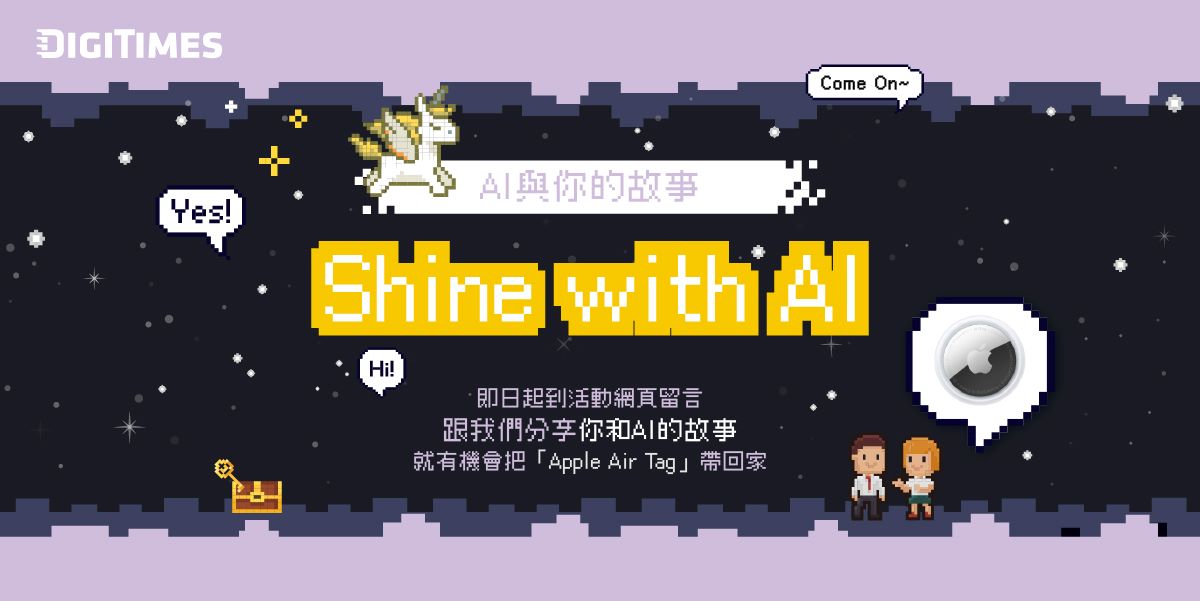 DIGITIMES
Come On~
AI與你的故事
Yes!
Shine with AI
Hi!
即日起到活動網頁留言
跟我們分享你和AI的故事
就有機會把「Apple Air Tag」帶回家